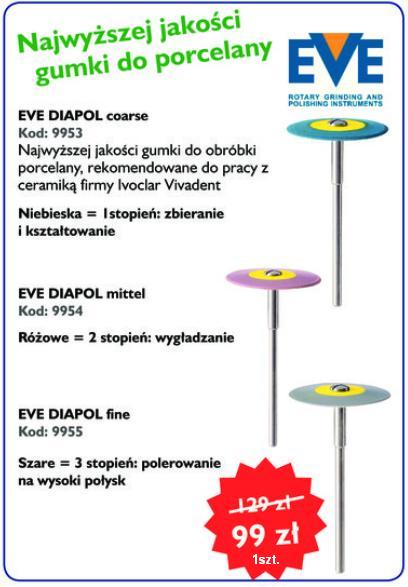 Najwyższej jakości
gumki do porcelany
EVE
ROTARY GRINDING AND
POLISHING INSTRUMENTS
EVE DIAPOL coarse
Kod: 9953
Najwyższej jakości gumki do obróbki
porcelany, rekomendowane do pracy z
ceramiką firmy Ivoclar Vivadent
Niebieska = 1stopień: zbieranie
i kształtowanie
EVE DIAPOL mittel
Kod: 9954
Różowe = 2 stopień: wygładzanie
EVE DIAPOL fine
Kod: 9955
Szare = 3 stopień: polerowanie
na wysoki połysk
129 zł
99 zł
1szt.